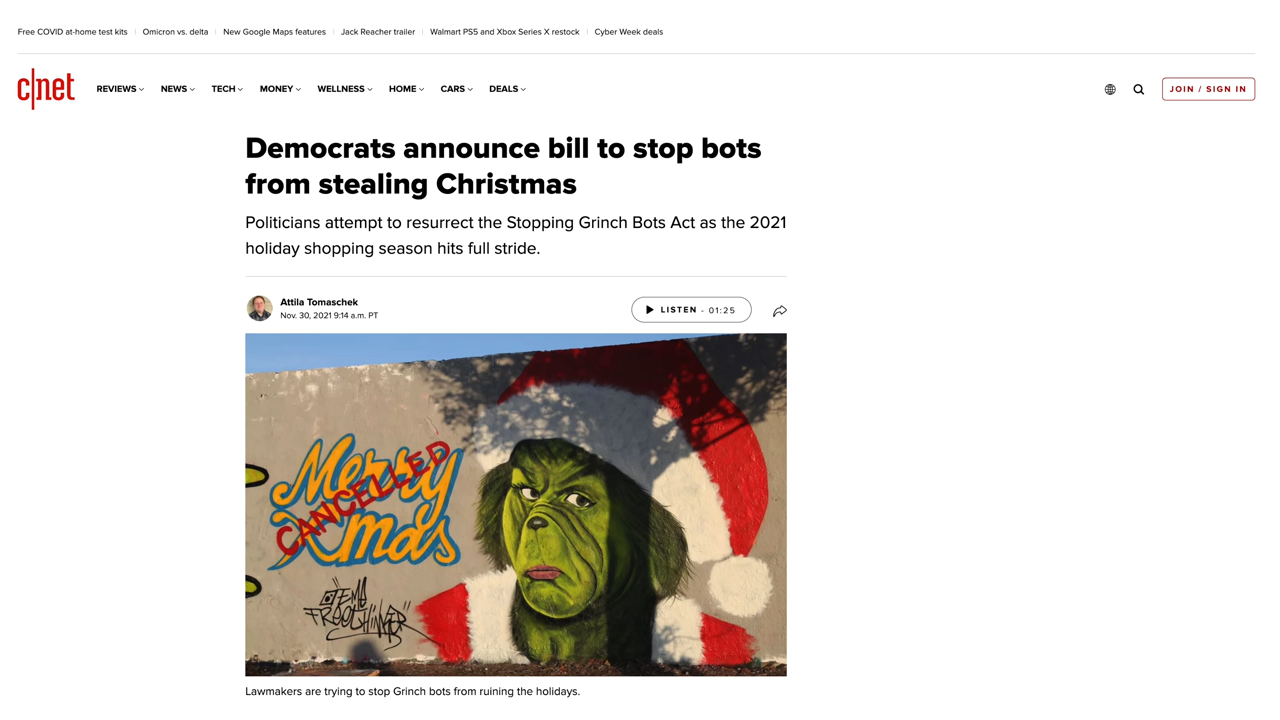 Free COVID at-home test kits
Omicron vs. delta
New Google Maps features
Jack Reacher trailer
Walmart PS5 and Xbox Series X restock
Cyber Week deals
c|net
REVIEWS
NEWS
TECH
MONEY
WELLNESS
HOME
CARS
DEALS
JOIN / SIGN IN
Democrats announce bill to stop bots
from stealing Christmas
Politicians attempt to resurrect the Stopping Grinch Bots Act as the 2021
holiday shopping season hits full stride.
Attila Tomaschek
Nov. 30, 2021 9:14 a.m. PT
LISTEN - 01:25
Merry
CANCELLED
Xmas
Lawmakers are trying to stop Grinch bots from ruining the holidays.